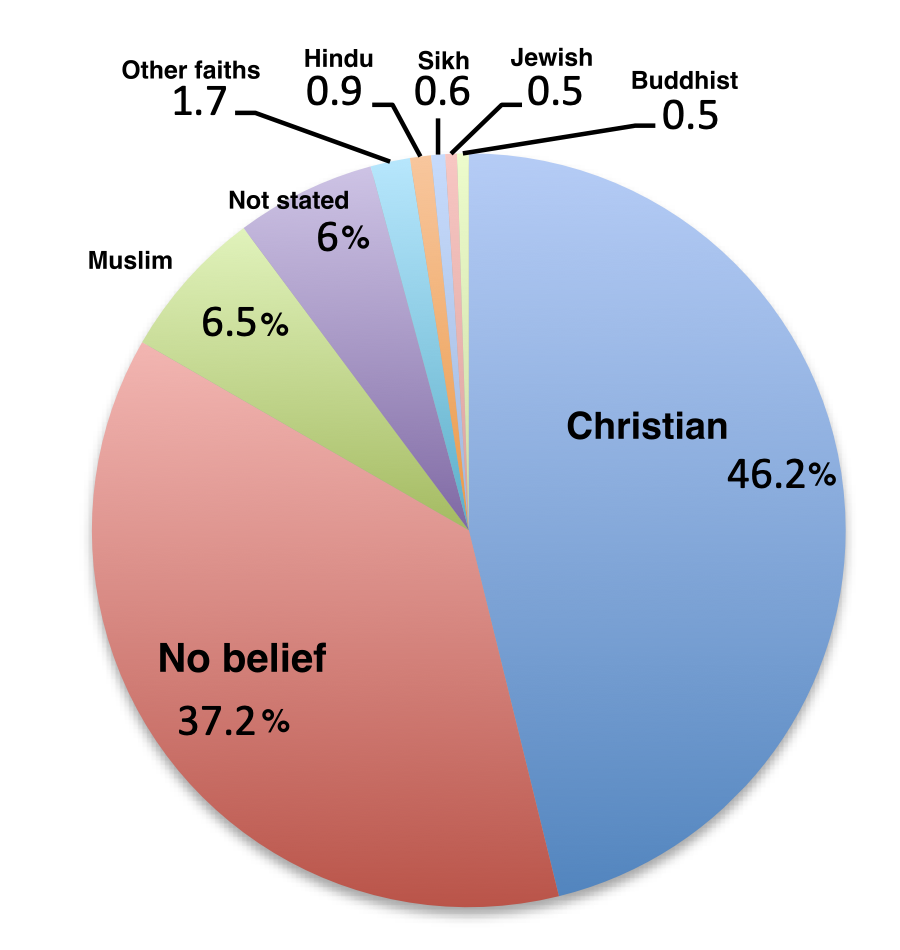 Other faiths
1.7
Hindu
0.9
Sikh
0.6
Jewish
0.5
Buddhist
0.5
Not stated
6%
Muslim
6.5%
Christian
46.2%
No belief
37.2%